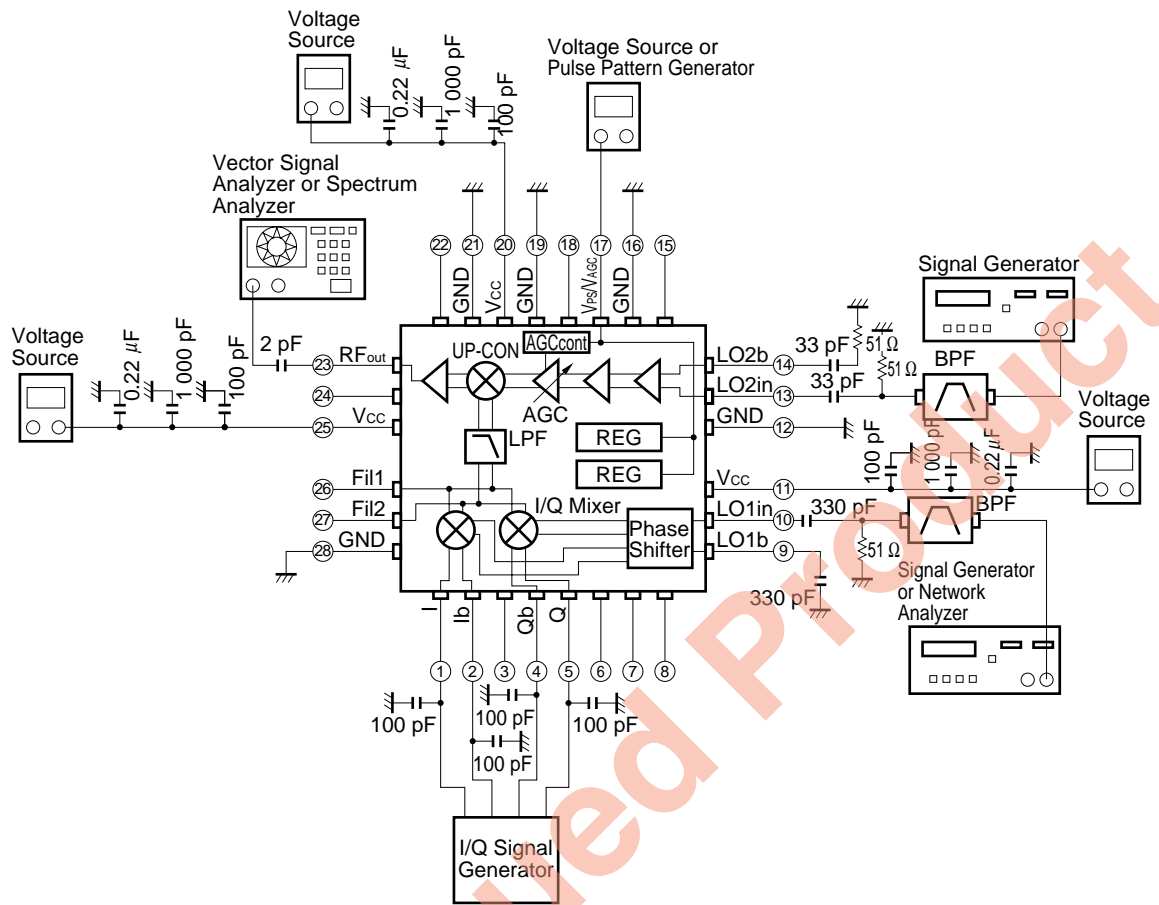 Voltage
Source
0.22 μF
1 000 pF
100 pF
Voltage Source or
Pulse Pattern Generator
Vector Signal
Analyzer or Spectrum
Analyzer
22
21
20
19
18
17
16
15
GND
VCC
GND
VPS/VAGC
GND
Signal Generator
Voltage
Source
0.22 μF
1 000 pF
100 pF
2 pF
23
RFout
24
25
VCC
UP-CON
AGCcont
AGC
LPF
REG
REG
LO2b
14
33 pF
51 Ω
LO2in
13
33 pF
51 Ω
BPF
GND
12
Voltage
Source
100 pF
1 000 pF
0.22 μF
VCC
11
26
Fil1
27
Fil2
28
GND
I/Q Mixer
Phase
Shifter
LO1in
10
330 pF
BPF
51 Ω
LO1b
9
330 pF
Signal Generator
or Network
Analyzer
I
Ib
Qb
Q
1
2
3
4
5
6
7
8
100 pF
100 pF
100 pF
100 pF
I/Q Signal
Generator
ued Product